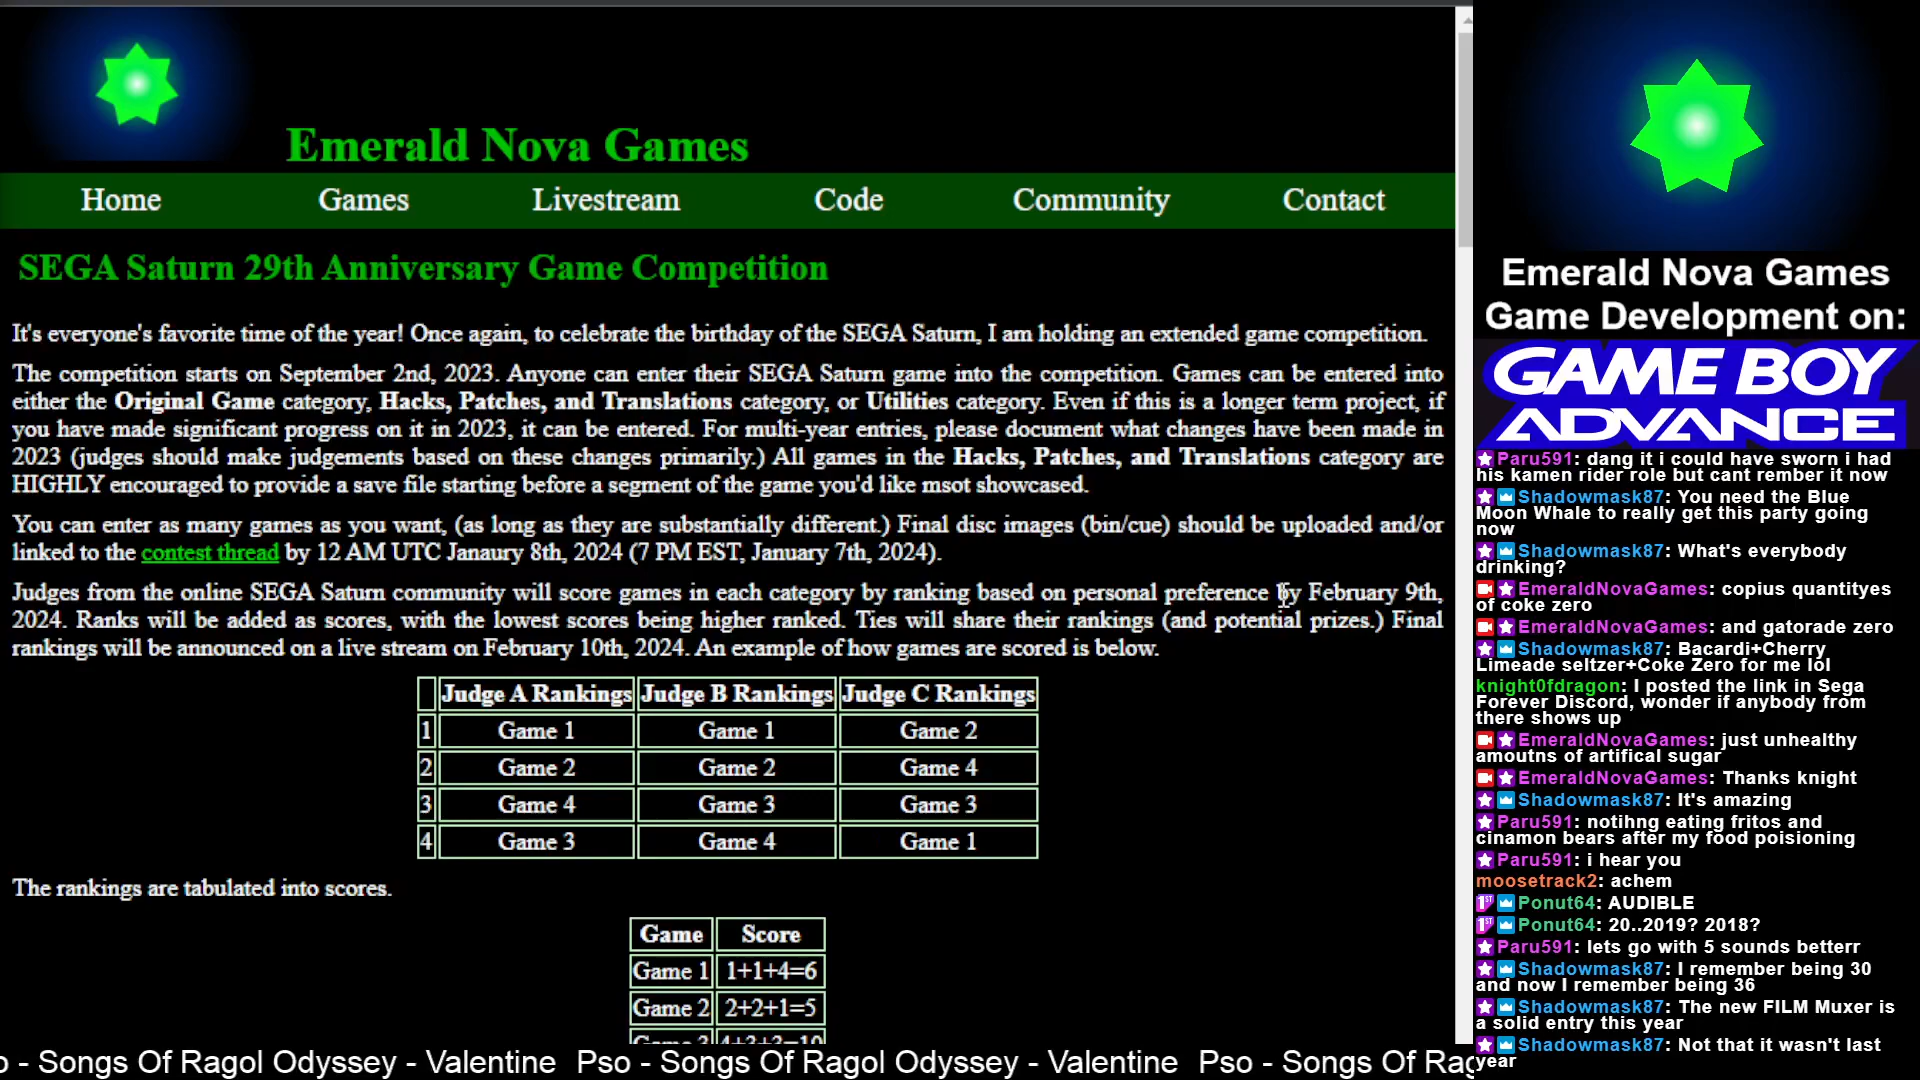 Emerald Nova Games
Home Games Livestream Code Community Contact
SEGA Saturn 29th Anniversary Game Competition
It's everyone's favorite time of the year! Once again, to celebrate the birthday of the SEGA Saturn, I am holding an extended game competition.
The competition starts on September 2nd, 2023. Anyone can enter their SEGA Saturn game into the competition. Games can be entered into
either the Original Game category, Hacks, Patches, and Translations category, or Utilities category. Even if this is a longer term project, if
you have made significant progress on it in 2023, it can be entered. For multi-year entries, please document what changes have been made in
2023 (judges should make judgements based on these changes primarily.) All games in the Hacks, Patches, and Translations category are
HIGHLY encouraged to provide a save file starting before a segment of the game you'd like msot showcased.
You can enter as many games as you want, (as long as they are substantially different.) Final disc images (bin/cue) should be uploaded and/or
linked to the contest thread by 12 AM UTC Janaury 8th, 2024 (7 PM EST, January 7th, 2024).
Judges from the online SEGA Saturn community will score games in each category by ranking based on personal preference by February 9th,
2024. Ranks will be added as scores, with the lowest scores being higher ranked. Ties will share their rankings (and potential prizes.) Final
rankings will be announced on a live stream on February 10th, 2024. An example of how games are scored is below.
Judge A Rankings Judge B Rankings Judge C Rankings
1 Game 1 Game 1 Game 2
2 Game 2 Game 2 Game 4
3 Game 4 Game 3 Game 3
4 Game 3 Game 4 Game 1
The rankings are tabulated into scores.
Game Score
Game 1 1+1+4=6
Game 2 2+2+1=5
Game 3 4+3+3=10
o - Songs Of Ragol Odyssey - Valentine Pso - Songs Of Ragol Odyssey - Valentine Pso - Songs Of Rag
Emerald Nova Games
Game Development on:
GAME BOY
ADVANCE
Paru591: dang it i could have sworn i had
his kamen rider role but cant rember it now
Shadowmask87: You need the Blue
Moon Whale to really get this party going
now
Shadowmask87: What's everybody
drinking?
EmeraldNovaGames: copius quantityes
of coke zero
EmeraldNovaGames: and gatorade zero
Shadowmask87: Bacardi+Cherry
Limeade seltzer+Coke Zero for me lol
knight0fdragon: I posted the link in Sega
Forever Discord, wonder if anybody from
there shows up
EmeraldNovaGames: just unhealthy
amoutns of artifical sugar
EmeraldNovaGames: Thanks knight
Shadowmask87: It's amazing
Paru591: notihng eating fritos and
cinamon bears after my food poisioning
Paru591: i hear you
moosetrack2: achem
1ST Ponut64: AUDIBLE
1ST Ponut64: 20..2019? 2018?
Paru591: lets go with 5 sounds betterr
Shadowmask87: I remember being 30
and now I remember being 36
Shadowmask87: The new FILM Muxer is
a solid entry this year
Shadowmask87: Not that it wasn't last
year